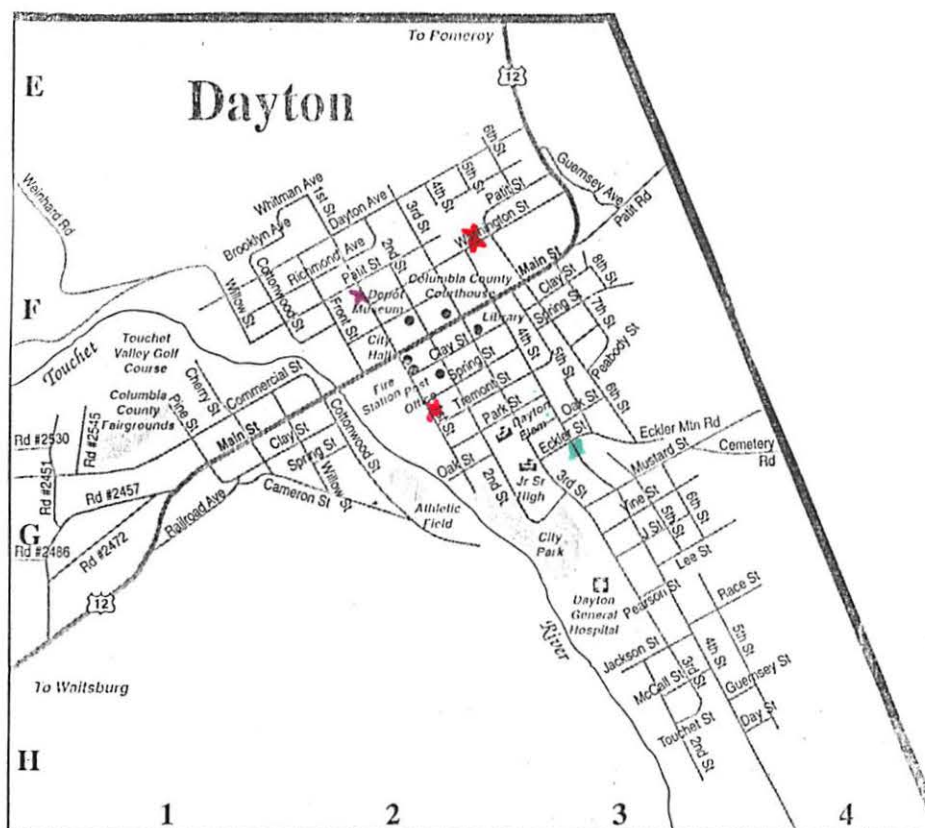 To Pomeroy
12
E
Dayton
Weinhard Rd
Whitman Ave
1st St
Brooklyn Ave
Dayton Ave
Richmond Ave
Cottonwood St
Willow St
Patit St
2nd St
3rd St
4th St
5th St
6th St
Patit St
Guernsey Ave
Patit Rd
Main St
F
Depot
Museum
Columbia County
Courthouse
Front St
City
Hall
Library
Clay St
Clay St
Spring St
Spring St
8th St
7th St
Peabody St
Touchet
Touchet
Valley Golf
Course
Columbia
County
Fairgrounds
Cherry St
Pine St
Commercial St
Main St
Clay St
Spring St
Willow St
Cottonwood St
Cameron St
Fire
Station
Post
Office
Tremont St
Park St
5th St
6th St
Oak St
Oak St
Dayton
Elem
Eckler St
Eckler Mtn Rd
Mustard St
Cemetery
Rd
Jr Sr
High
2nd St
3rd St
Rd #2530
Rd #2545
Rd #2451
Rd #2457
Rd #2472
Rd #2486
Railroad Ave
G
Athletic
Field
City
Park
Vine St
J St
5th St
6th St
Lee St
12
River
Dayton
General
Hospital
Pearson St
Race St
Jackson St
McCall St
3rd St
4th St
5th St
Guernsey St
Touchet St
2nd St
Day St
To Waitsburg
H
1
2
3
4